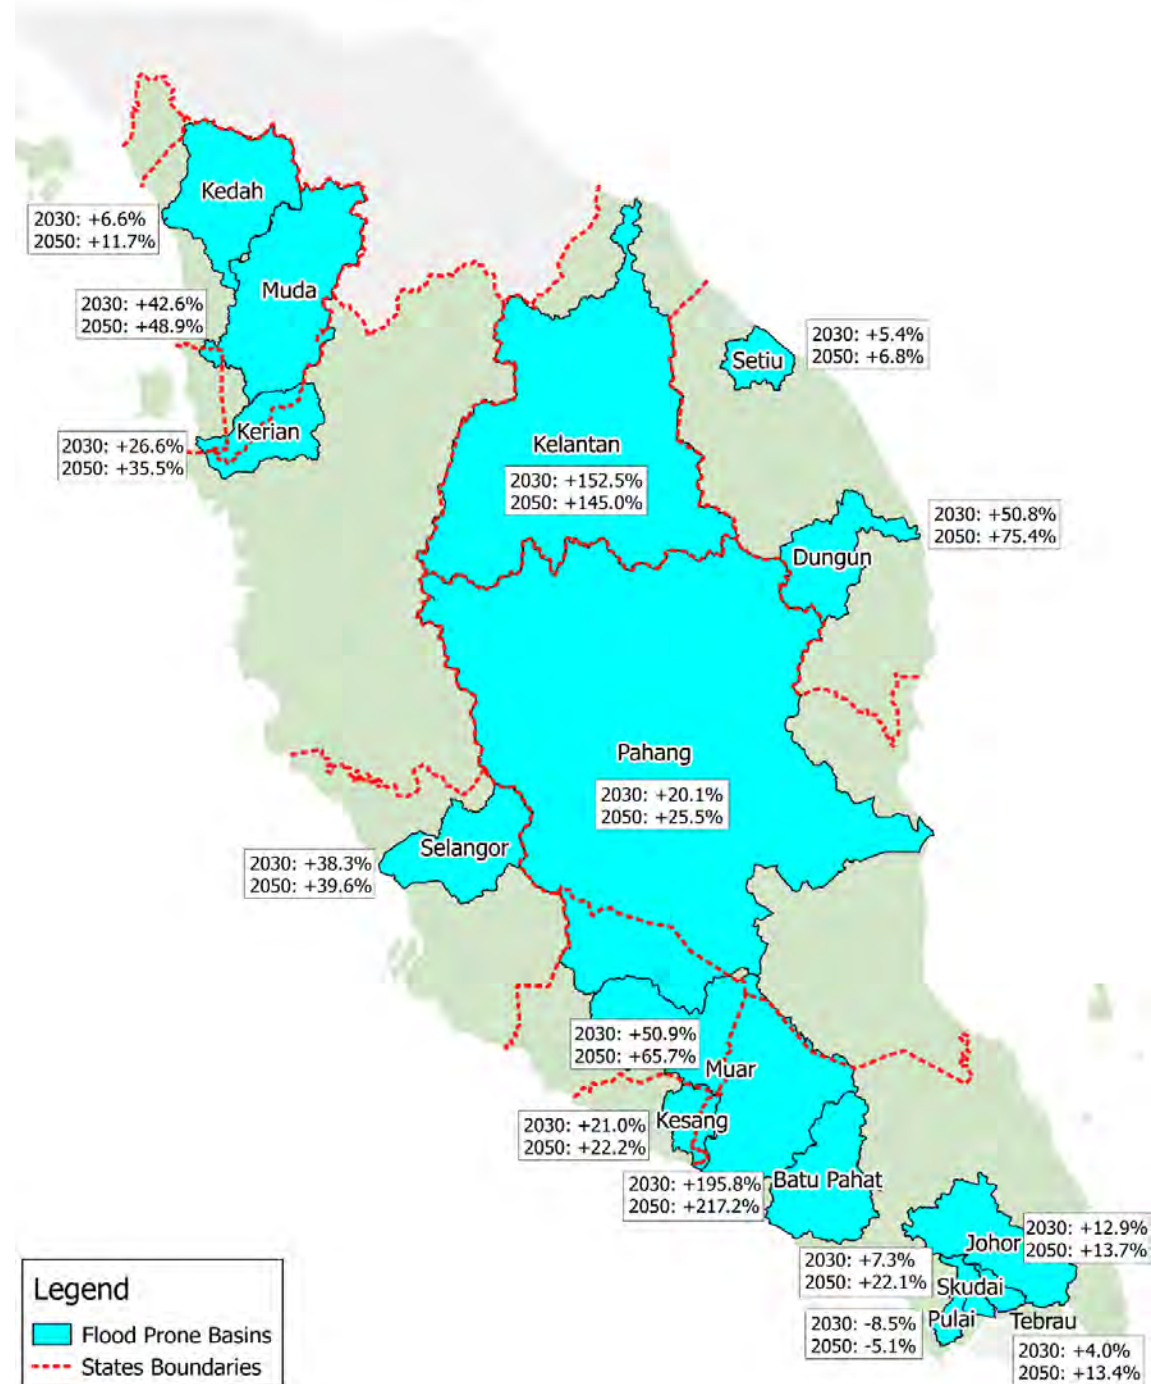 Kedah
2030: +6.6%
2050: +11.7%
Muda
2030: +42.6%
2050: +48.9%
Setiu
2030: +5.4%
2050: +6.8%
Kerian
2030: +26.6%
2050: +35.5%
Kelantan
2030: +152.5%
2050: +145.0%
Dungun
2030: +50.8%
2050: +75.4%
Pahang
2030: +20.1%
2050: +25.5%
Selangor
2030: +38.3%
2050: +39.6%
2030: +50.9%
2050: +65.7%
Muar
Kesang
2030: +21.0%
2050: +22.2%
Batu Pahat
2030: +195.8%
2050: +217.2%
Johor
2030: +12.9%
2050: +13.7%
2030: +7.3%
2050: +22.1%
Skudai
Pulai
2030: -8.5%
2050: -5.1%
Tebrau
2030: +4.0%
2050: +13.4%
Legend
Flood Prone Basins
States Boundaries